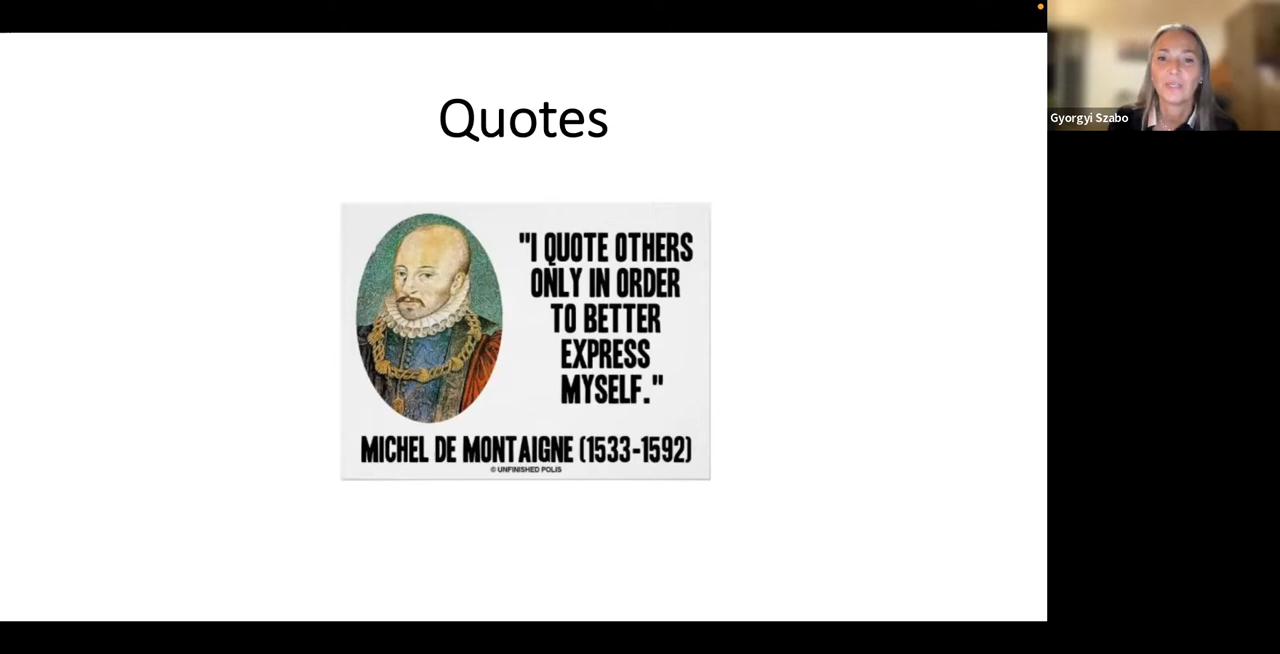 Quotes
"I QUOTE OTHERS
ONLY IN ORDER
TO BETTER
EXPRESS
MYSELF."
MICHEL DE MONTAIGNE (1533-1592)
© UNFINISHED POLIS
Gyorgyi Szabo